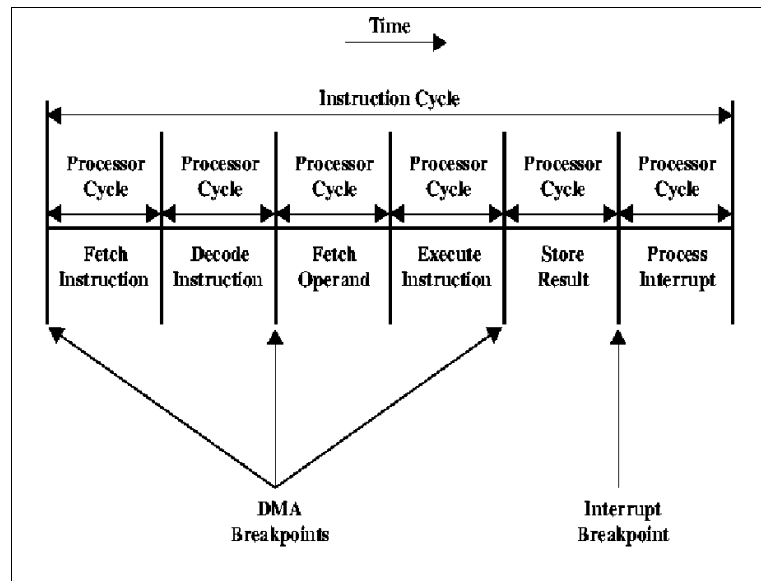 Time
Instruction Cycle
Processor Cycle
Processor Cycle
Processor Cycle
Processor Cycle
Processor Cycle
Processor Cycle
Fetch Instruction
Decode Instruction
Fetch Operand
Execute Instruction
Store Result
Process Interrupt
DMA Breakpoints
Interrupt Breakpoint